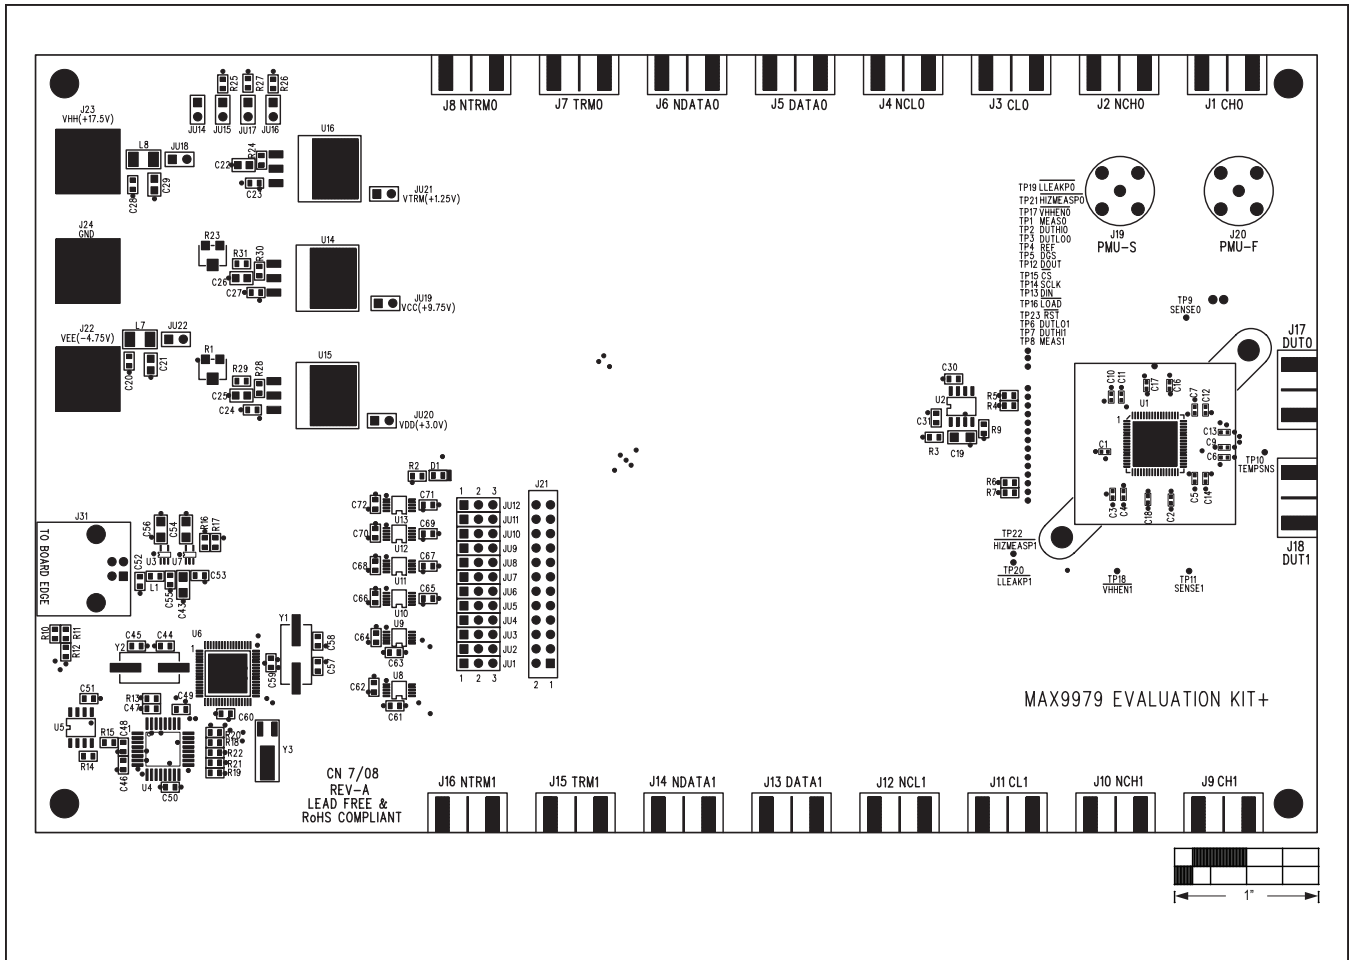 J8 NTRM0
J7 TRM0
J6 NDATA0
J5 DATA0
J4 NCL0
J3 CL0
J2 NCH0
J1 CH0
R25
R27
R26
JU14
JU15
JU17
JU16
J23
VHH(+17.5V)
L8
JU18
C28
C29
C22
R24
C23
U16
JU21
VTRM(+1.25V)
J24
GND
R23
R31
R30
C26
C27
U14
JU19
VCC(+9.75V)
J22
VEE(-4.75V)
L7
JU22
C20
C21
R1
R29
R28
C25
C24
U15
JU20
VDD(+3.0V)
TP19 LLEAKP0
TP21 HIZMEASP0
TP17 VHHEN0
TP1 MEAS0
TP2 DUTHI0
TP3 DUTLO0
TP4 REF
TP5 DGS
TP12 DOUT
TP15 CS
TP14 SCLK
TP13 DIN
TP16 LOAD
TP23 RST
TP6 DUTLO1
TP7 DUTHI1
TP8 MEAS1
J19
PMU-S
J20
PMU-F
TP9
SENSE0
J17
DUT0
C30
U2
C31
R3
C19
R9
R5
R4
R6
R7
C10
C11
C17
C16
U1
1
C7
C12
C13
C9
C6
C1
C3
C4
C18
C2
C5
C14
TP10
TEMPSNS
J18
DUT1
TP22
HIZMEASP1
TP20
LLEAKP1
TP18
VHHEN1
TP11
SENSE1
R2
D1
C72
C71
U13
C70
C69
U12
C68
C67
U11
C66
C65
U10
C64
U9
C63
C62
U8
C61
1 2 3
JU12
JU11
JU10
JU9
JU8
JU7
JU6
JU5
JU4
JU3
JU2
JU1
1 2 3
J21
2 1
J31
TO BOARD EDGE
C56
C54
R16
R17
U3
U7
C52
L1
C55
C43
C53
R10
R11
R12
C45
C44
Y2
U6
1
Y1
C58
C57
C59
C51
U5
R13
C47
C49
C60
R15
C48
R14
C46
U4
1
C50
R20
R18
R22
R21
R19
Y3
MAX9979 EVALUATION KIT+
CN 7/08
REV-A
LEAD FREE &
RoHS COMPLIANT
J16 NTRM1
J15 TRM1
J14 NDATA1
J13 DATA1
J12 NCL1
J11 CL1
J10 NCH1
J9 CH1
1"